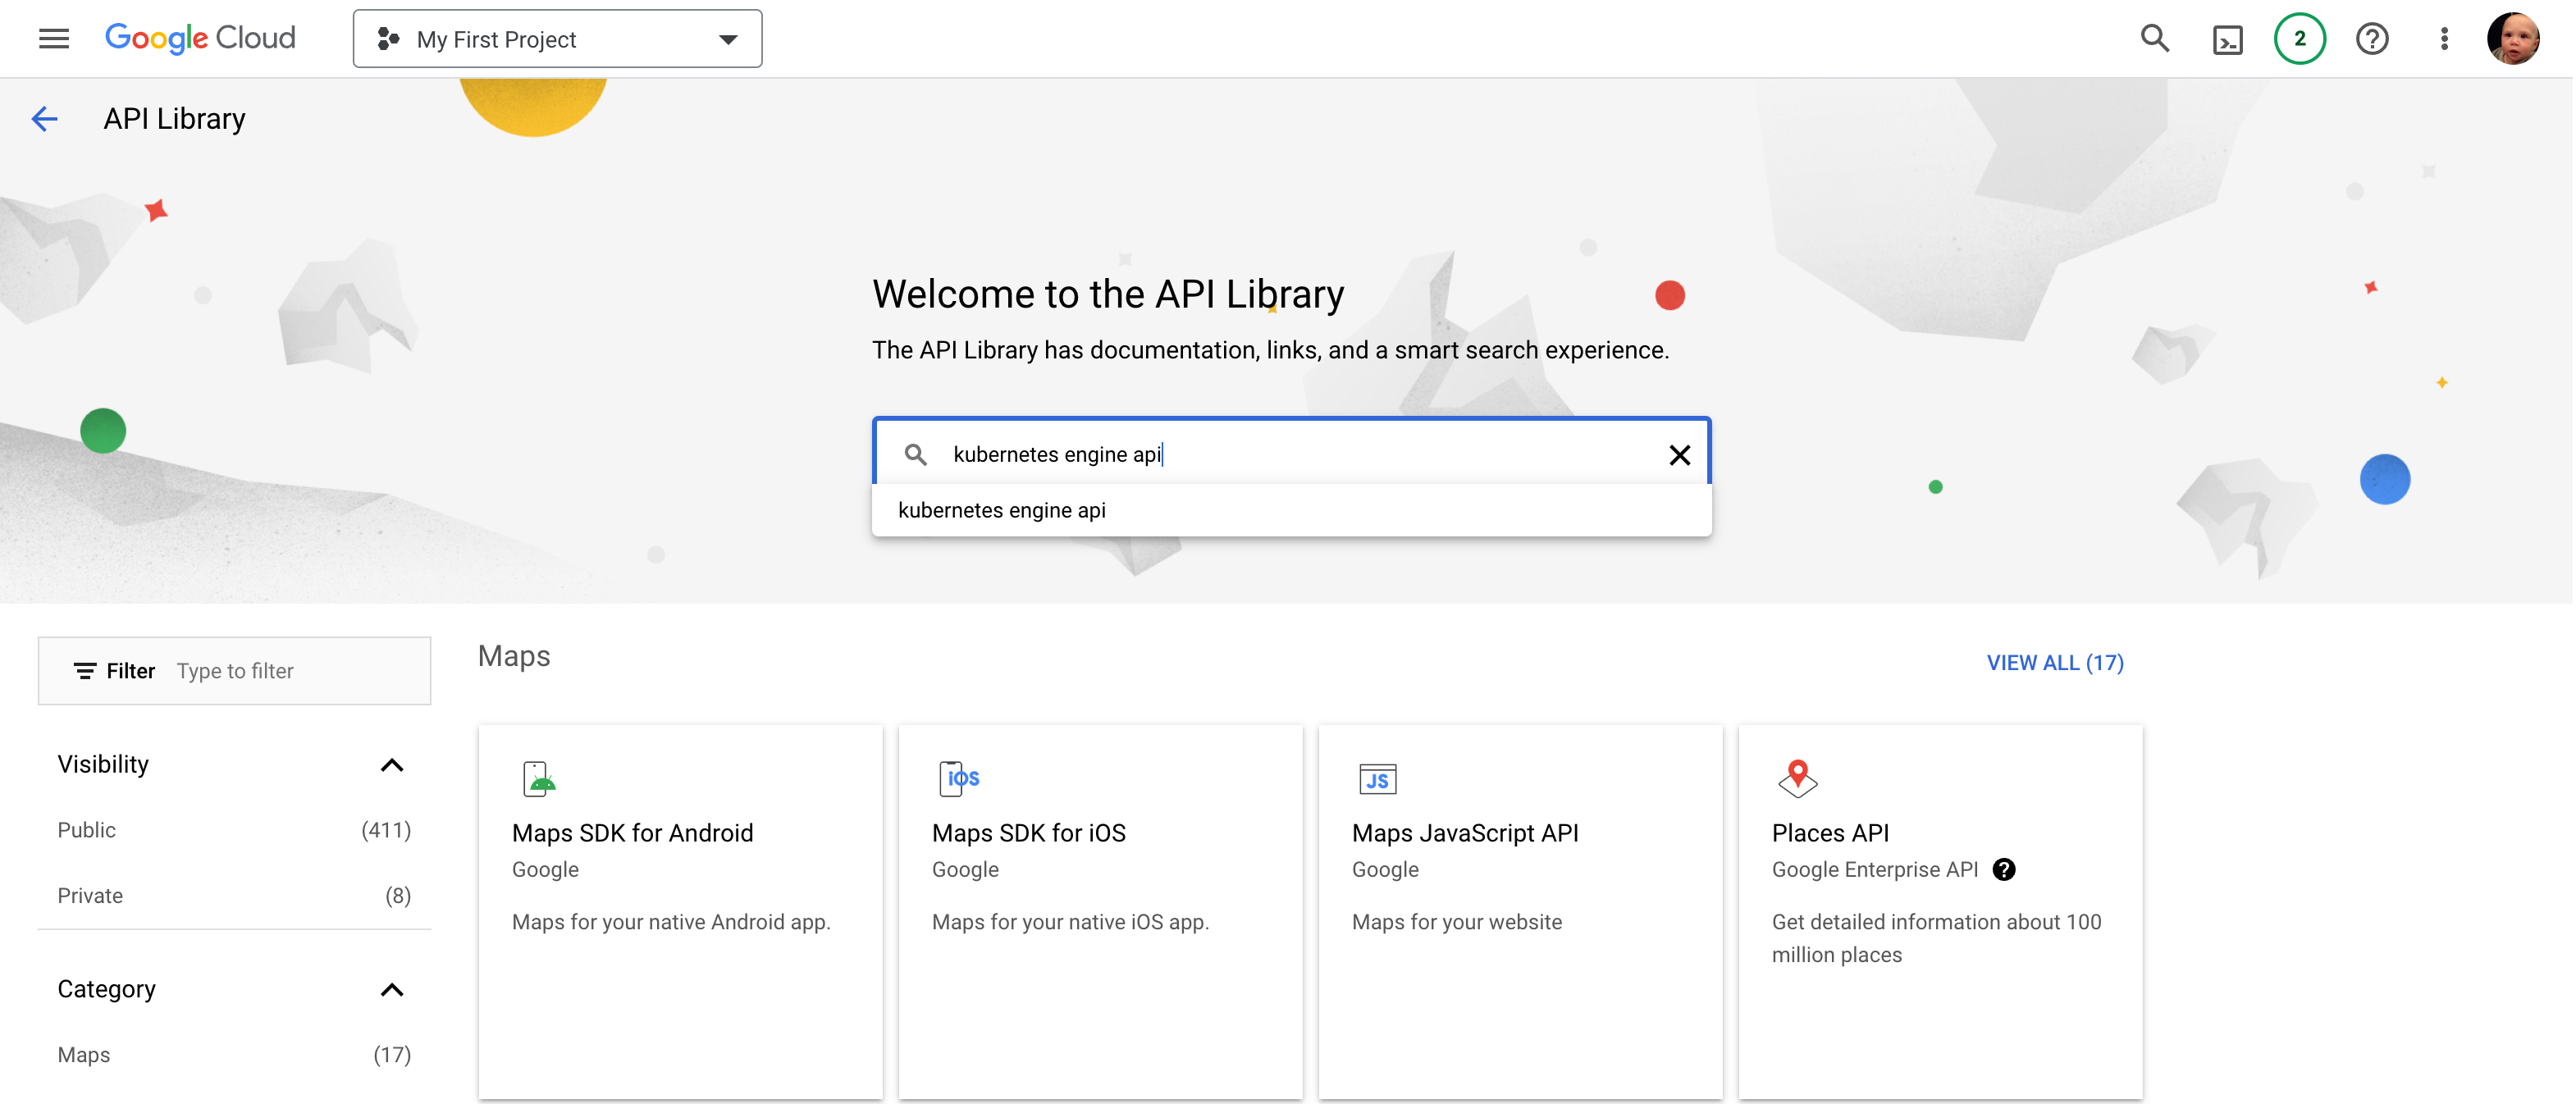 Google Cloud
My First Project
2
API Library
Welcome to the API Library
The API Library has documentation, links, and a smart search experience.
kubernetes engine api
kubernetes engine api
Filter Type to filter
Maps
VIEW ALL (17)
Visibility
Public (411)
Private (8)
Category
Maps (17)
Maps SDK for Android
Google
Maps for your native Android app.
iOS
Maps SDK for iOS
Google
Maps for your native iOS app.
JS
Maps JavaScript API
Google
Maps for your website
Places API
Google Enterprise API
Get detailed information about 100
million places